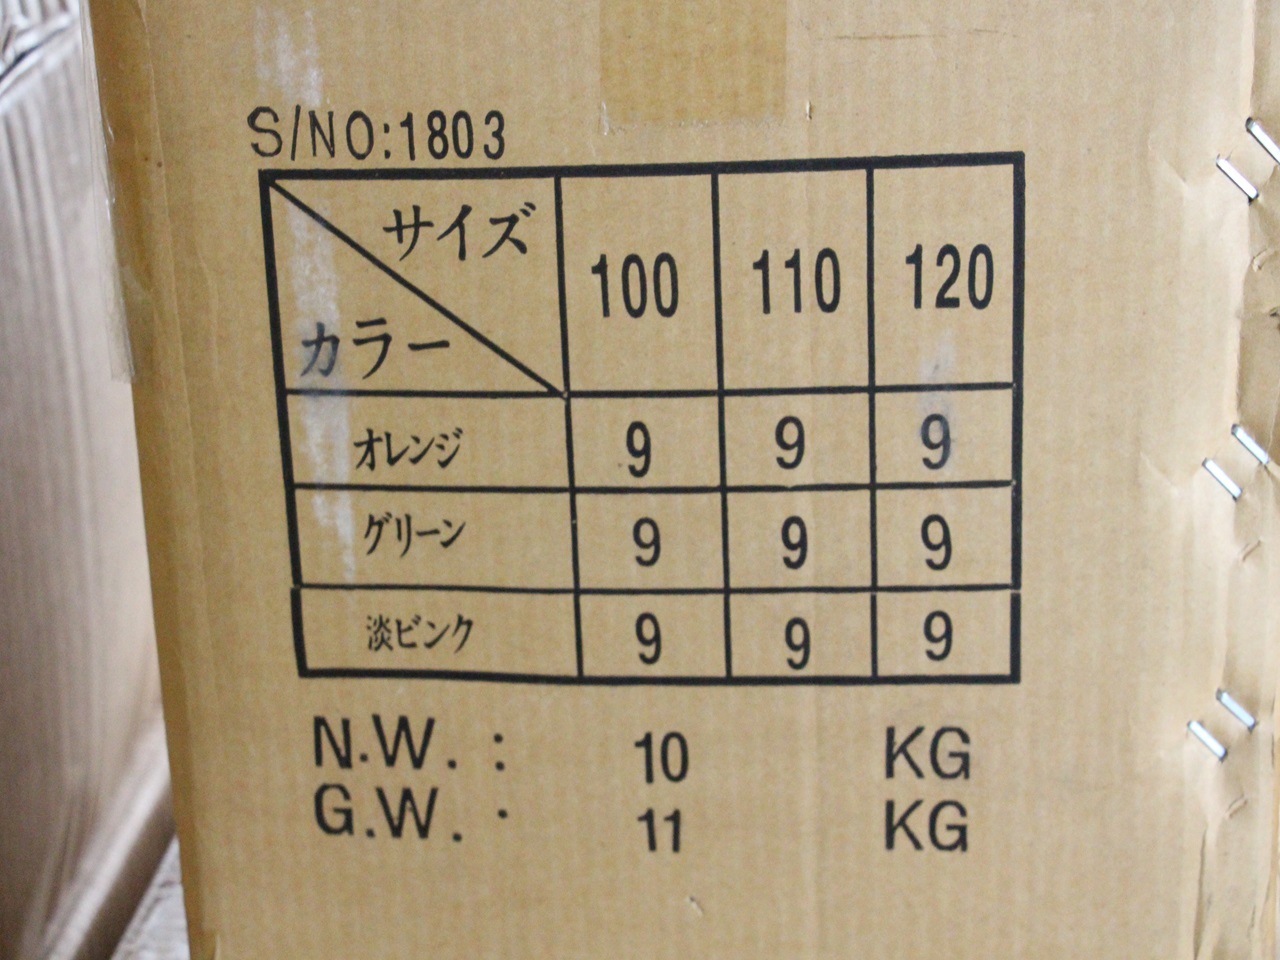 S/NO:1803
サイズ 100 110 120
カラー
オレンジ 9 9 9
グリーン 9 9 9
淡ピンク 9 9 9
N.W. : 10 KG
G.W. · 11 KG